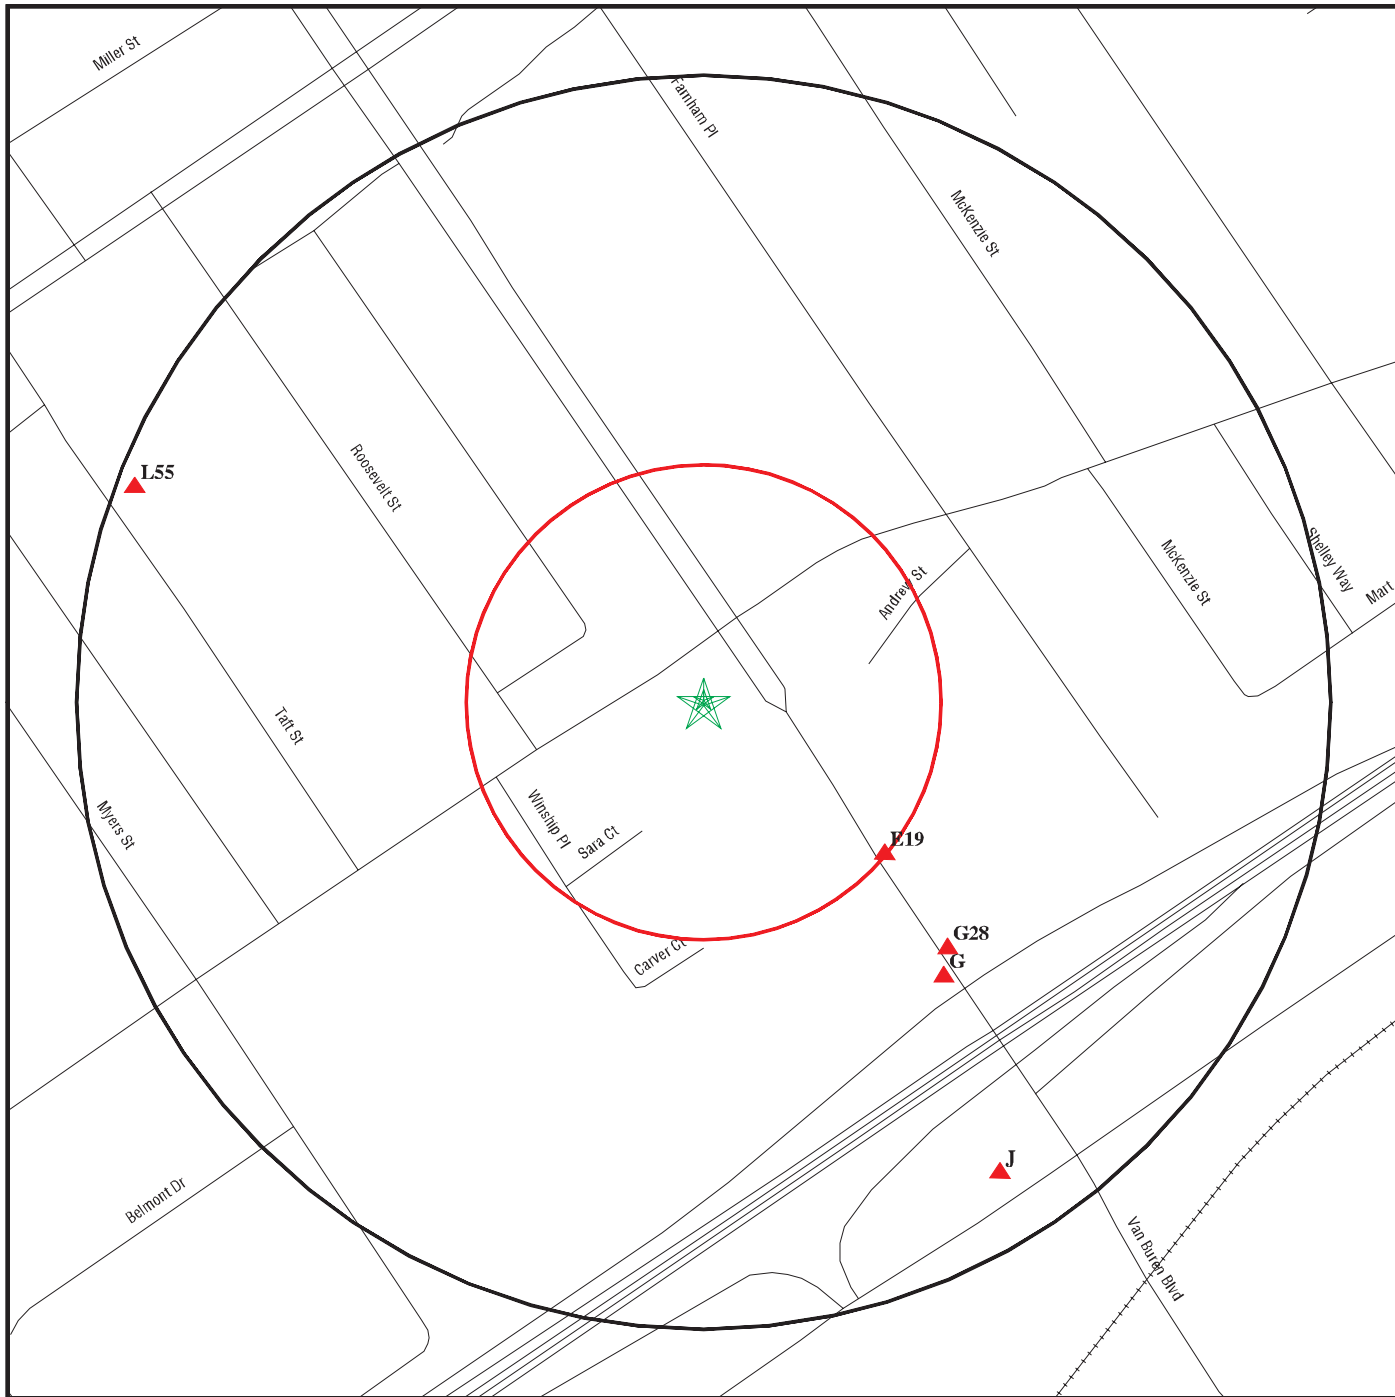 Miller St
Farnham Pl
McKenzie St
L55
Roosevelt St
Andrew St
McKenzie St
Shelley Way
Mart
Taft St
Myers St
Winship Pl
Sara Ct
E19
Carver Ct
G28
G
J
Belmont Dr
Van Buren Blvd